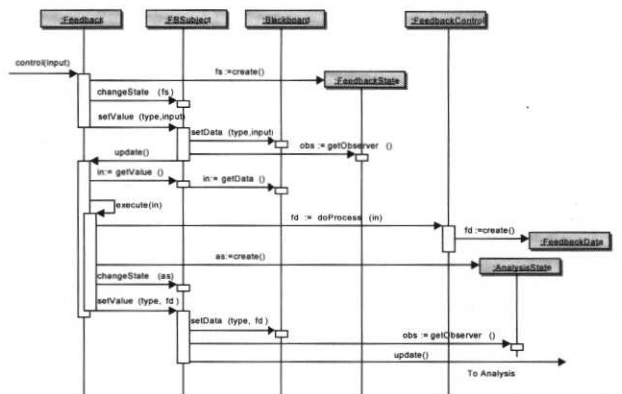 :Feedback :FBSubject :Blackboard :FeedbackControl
control(input)
fs :=create()
:FeedbackState
changeState (fs)
setValue (type,input)
setData (type,input)
obs := getObserver ()
update()
in:= getValue ()
in:= getData ()
execute(in)
fd := doProcess (in)
fd :=create()
:FeedbackData
as:=create()
:AnalysisState
changeState (as)
setValue (type, fd)
setData (type, fd)
obs :=getObserver ()
update()
To Analysis